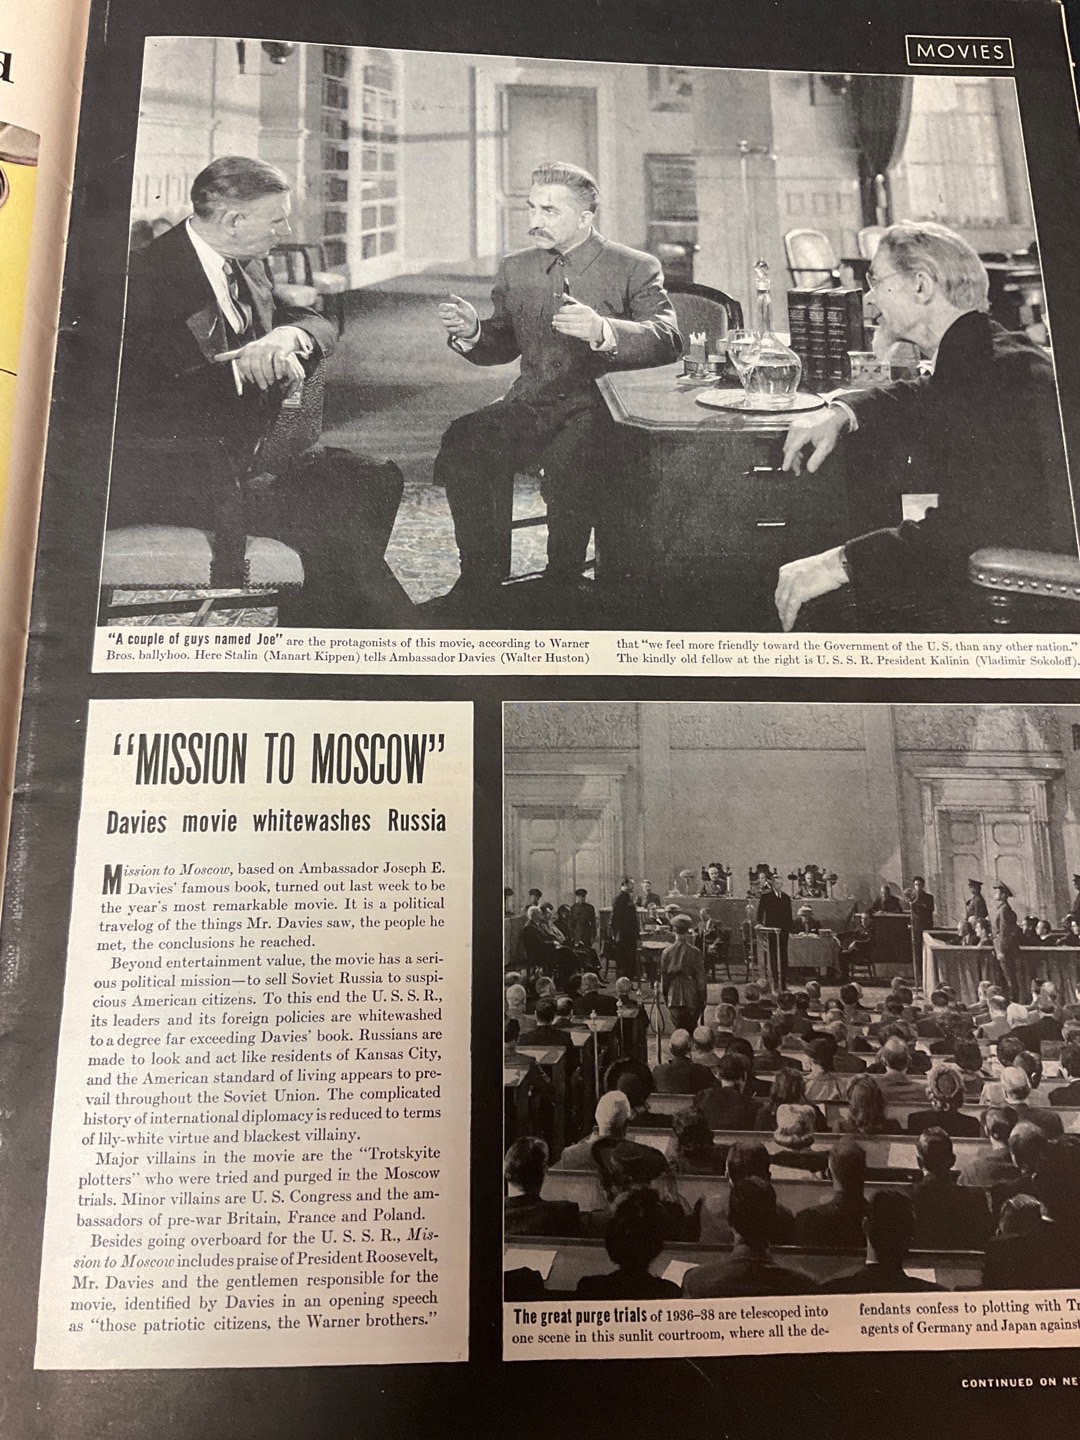 MOVIES
"A couple of guys named Joe" are the protagonists of this movie, according to Warner
Bros. ballyhoo. Here Stalin (Manart Kippen) tells Ambassador Davies (Walter Huston)
that "we feel more friendly toward the Government of the U. S. than any other nation."
The kindly old fellow at the right is U. S. S. R. President Kalinin (Vladimir Sokoloff).
"MISSION TO MOSCOW"
Davies movie whitewashes Russia
Mission to Moscow, based on Ambassador Joseph E.
Davies' famous book, turned out last week to be
the year's most remarkable movie. It is a political
travelog of the things Mr. Davies saw, the people he
met, the conclusions he reached.
Beyond entertainment value, the movie has a seri-
ous political mission—to sell Soviet Russia to suspi-
cious American citizens. To this end the U. S. S. R.,
its leaders and its foreign policies are whitewashed
to a degree far exceeding Davies' book. Russians are
made to look and act like residents of Kansas City,
and the American standard of living appears to pre-
vail throughout the Soviet Union. The complicated
history of international diplomacy is reduced to terms
of lily-white virtue and blackest villainy.
Major villains in the movie are the "Trotskyite
plotters" who were tried and purged in the Moscow
trials. Minor villains are U. S. Congress and the am-
bassadors of pre-war Britain, France and Poland.
Besides going overboard for the U. S. S. R., Mis-
sion to Moscow includes praise of President Roosevelt,
Mr. Davies and the gentlemen responsible for the
movie, identified by Davies in an opening speech
as "those patriotic citizens, the Warner brothers."
The great purge trials of 1936–38 are telescoped into
one scene in this sunlit courtroom, where all the de-
fendants confess to plotting with Tr
agents of Germany and Japan against
CONTINUED ON NE
d